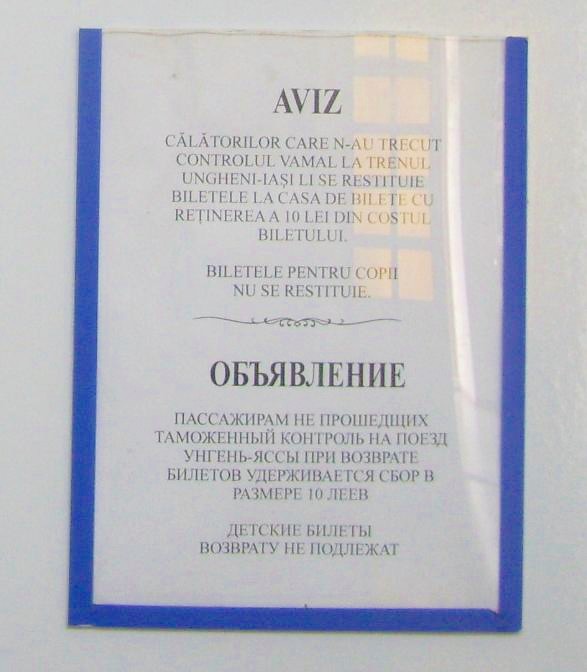 AVIZ
CĂLĂTORILOR CARE N-AU TRECUT
CONTROLUL VAMAL LA TRENUL
UNGHENI-IAȘI LI SE RESTITUIE
BILETELE LA CASA DE BILETE CU
REȚINEREA A 10 LEI DIN COSTUL
BILETULUI.
BILETELE PENTRU COPII
NU SE RESTITUIE.
ОБЪЯВЛЕНИЕ
ПАССАЖИРАМ НЕ ПРОШЕДЩИХ
ТАМОЖЕННЫЙ КОНТРОЛЬ НА ПОЕЗД
УНГЕНЬ-ЯССЫ ПРИ ВОЗВРАТЕ
БИЛЕТОВ УДЕРЖИВАЕТСЯ СБОР В
РАЗМЕРЕ 10 ЛЕЕВ
ДЕТСКИЕ БИЛЕТЫ
ВОЗВРАТУ НЕ ПОДЛЕЖАТ